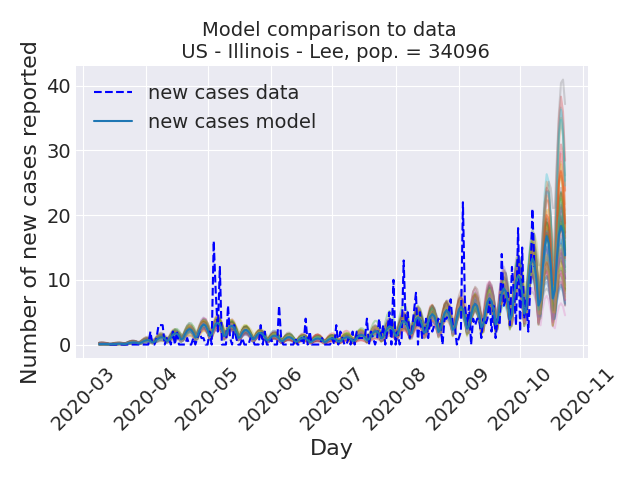 Model comparison to data
US - Illinois - Lee, pop. = 34096
Number of new cases reported
40
30
20
10
0
new cases data
new cases model
2020-03
2020-04
2020-05
2020-06
2020-07
2020-08
2020-09
2020-10
2020-11
Day